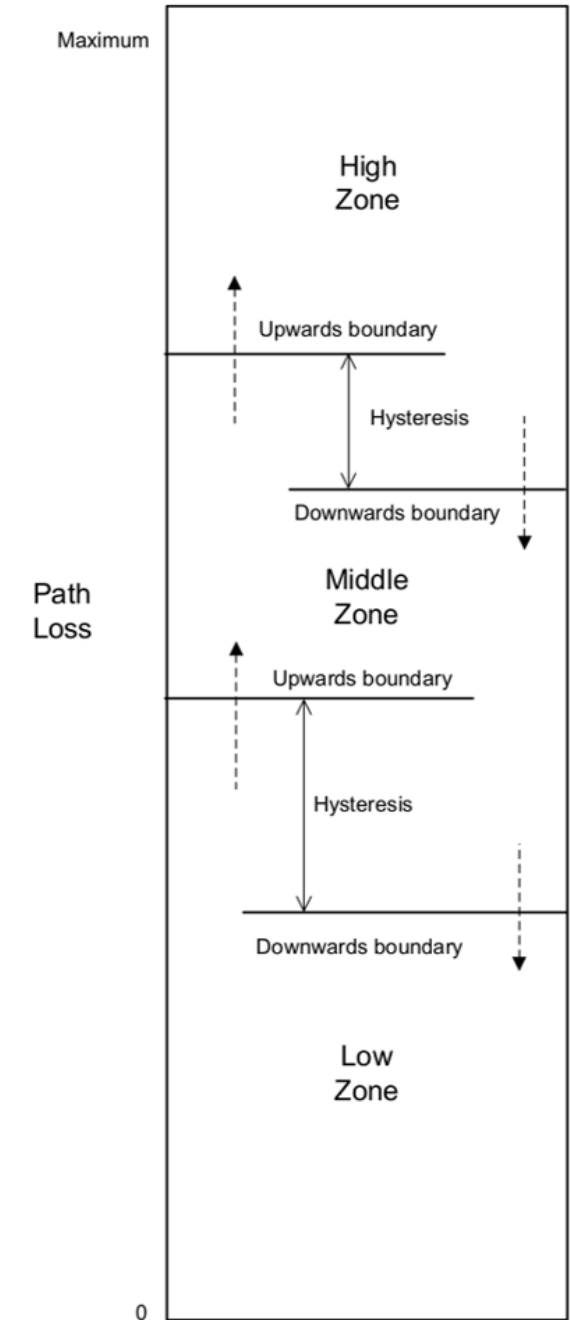 Maximum
High
Zone
Upwards boundary
Hysteresis
Downwards boundary
Path
Loss
Middle
Zone
Upwards boundary
Hysteresis
Downwards boundary
Low
Zone
0